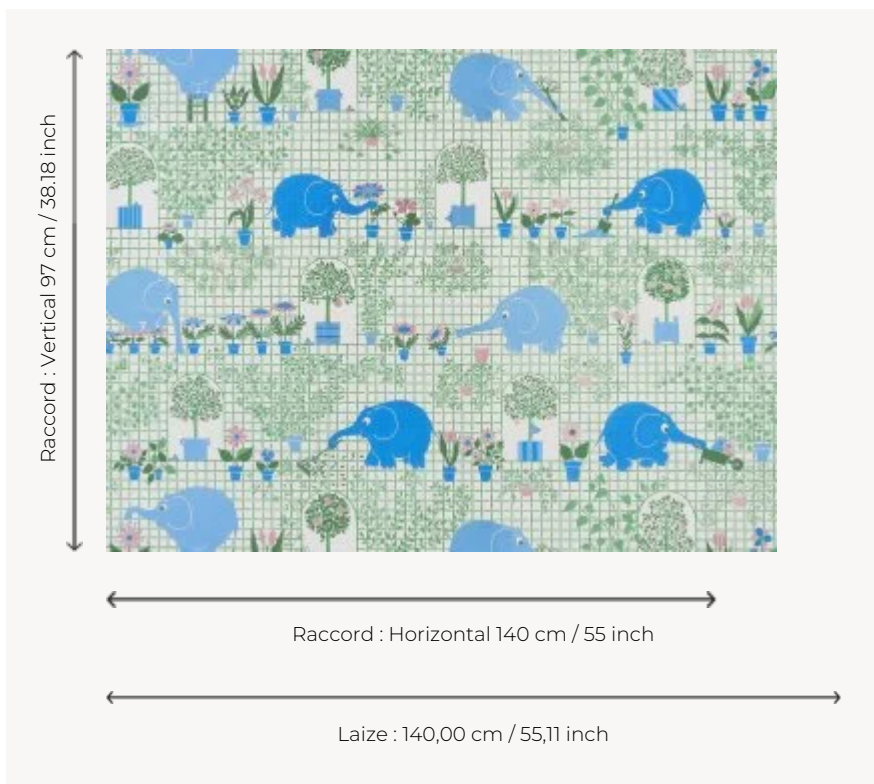 Raccord : Vertical 97 cm / 38.18 inch
Raccord : Horizontal 140 cm / 55 inch
Laize : 140,00 cm / 55,11 inch